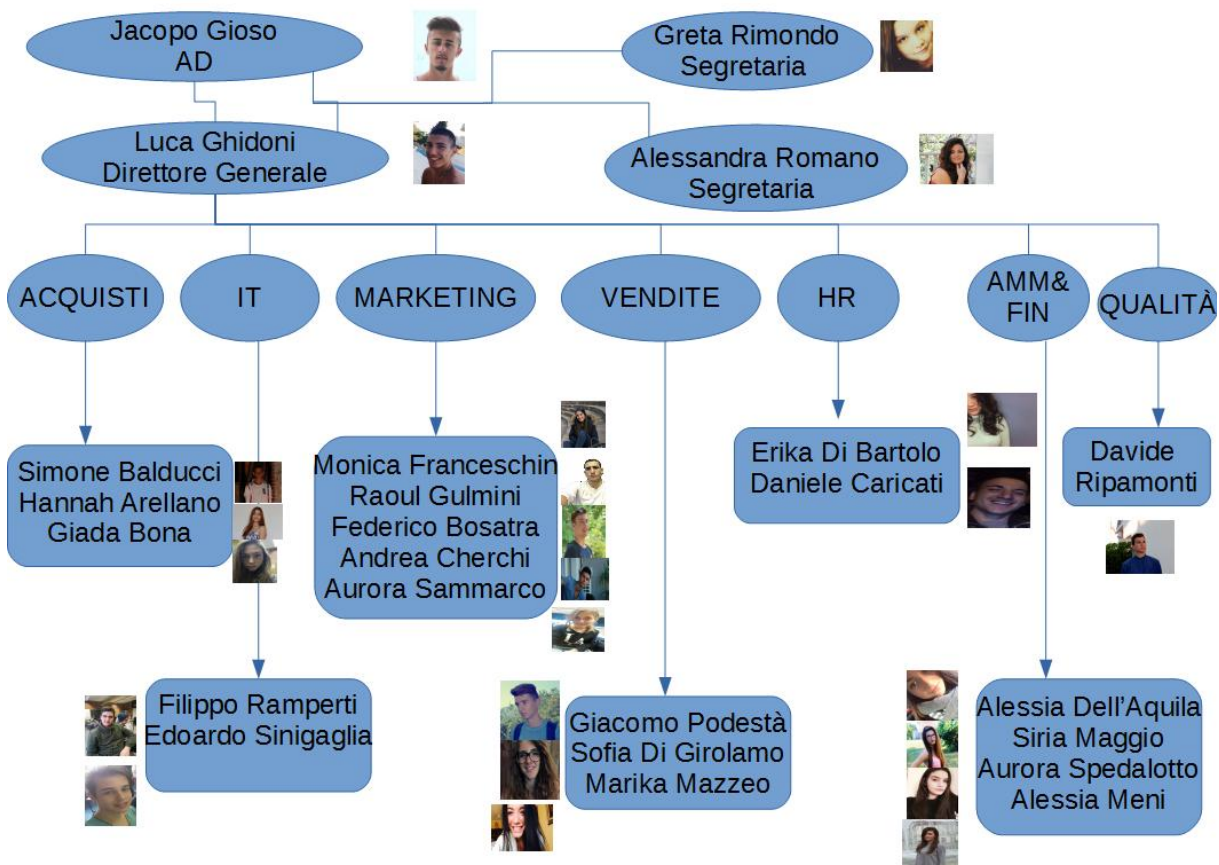 Jacopo Gioso
AD
Greta Rimondo
Segretaria
Luca Ghidoni
Direttore Generale
Alessandra Romano
Segretaria
ACQUISTI
IT
MARKETING
VENDITE
HR
AMM&
FIN
QUALITÀ
Simone Balducci
Hannah Arellano
Giada Bona
Monica Franceschin
Raoul Gulmini
Federico Bosatra
Andrea Cherchi
Aurora Sammarco
Erika Di Bartolo
Daniele Caricati
Davide
Ripamonti
Filippo Ramperti
Edoardo Sinigaglia
Giacomo Podestà
Sofia Di Girolamo
Marika Mazzeo
Alessia Dell’Aquila
Siria Maggio
Aurora Spedalotto
Alessia Meni